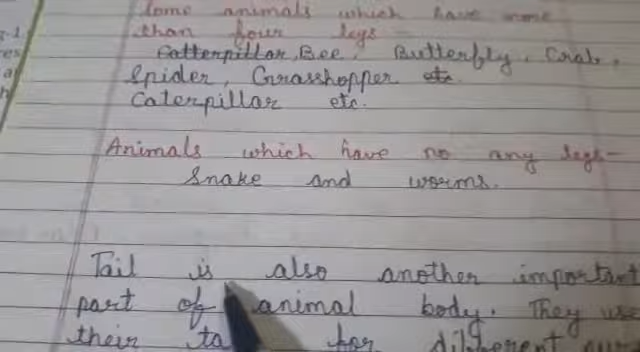 Some animals which have more
than four legs -
Catterpillar, Bee, Butterfly, Crab,
Spider, Grasshopper etc.
Caterpillar etc.
Animals which have no any legs-
Snake and worms.
Tail is also another important
part of animal body. They use
their ta for different